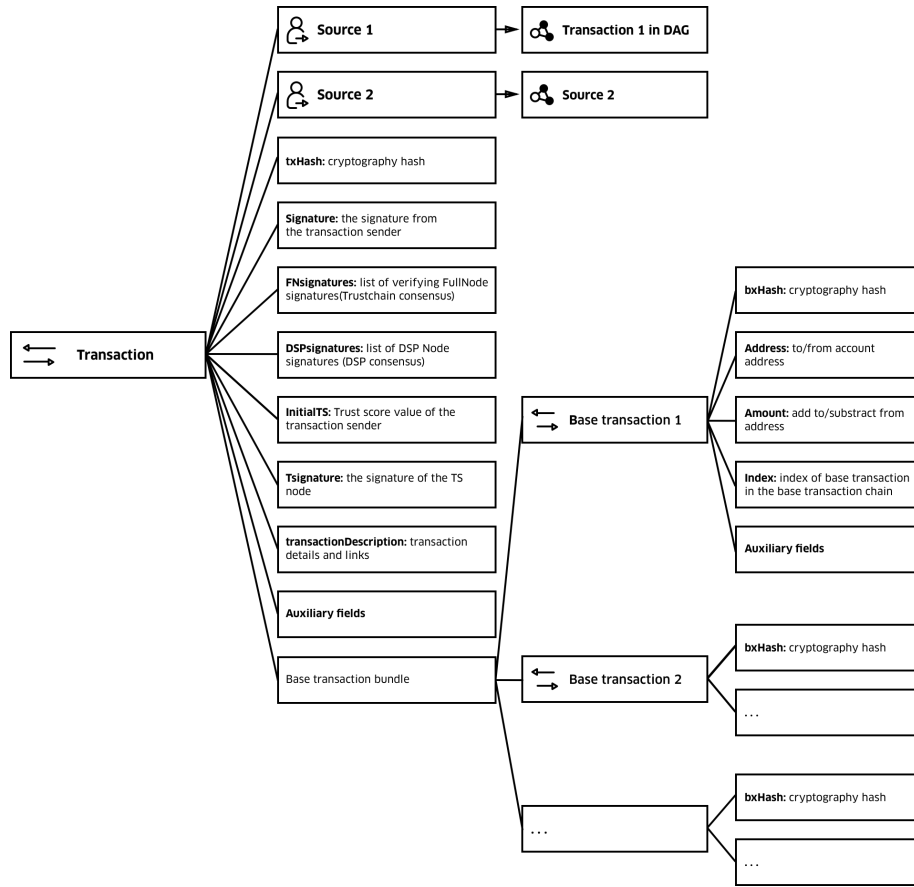 Source 1
Transaction 1 in DAG
Source 2
Source 2
txHash: cryptography hash
Signature: the signature from
the transaction sender
FNsignatures: list of verifying FullNode
signatures(Trustchain consensus)
bxHash: cryptography hash
Transaction
DSPsignatures: list of DSP Node
signatures (DSP consensus)
Address: to/from account
address
InitialTS: Trust score value of the
transaction sender
Base transaction 1
Amount: add to/substract from
address
Tsignature: the signature of the TS
node
Index: index of base transaction
in the base transaction chain
transactionDescription: transaction
details and links
Auxiliary fields
Auxiliary fields
Base transaction bundle
Base transaction 2
bxHash: cryptography hash
...
bxHash: cryptography hash
...
...